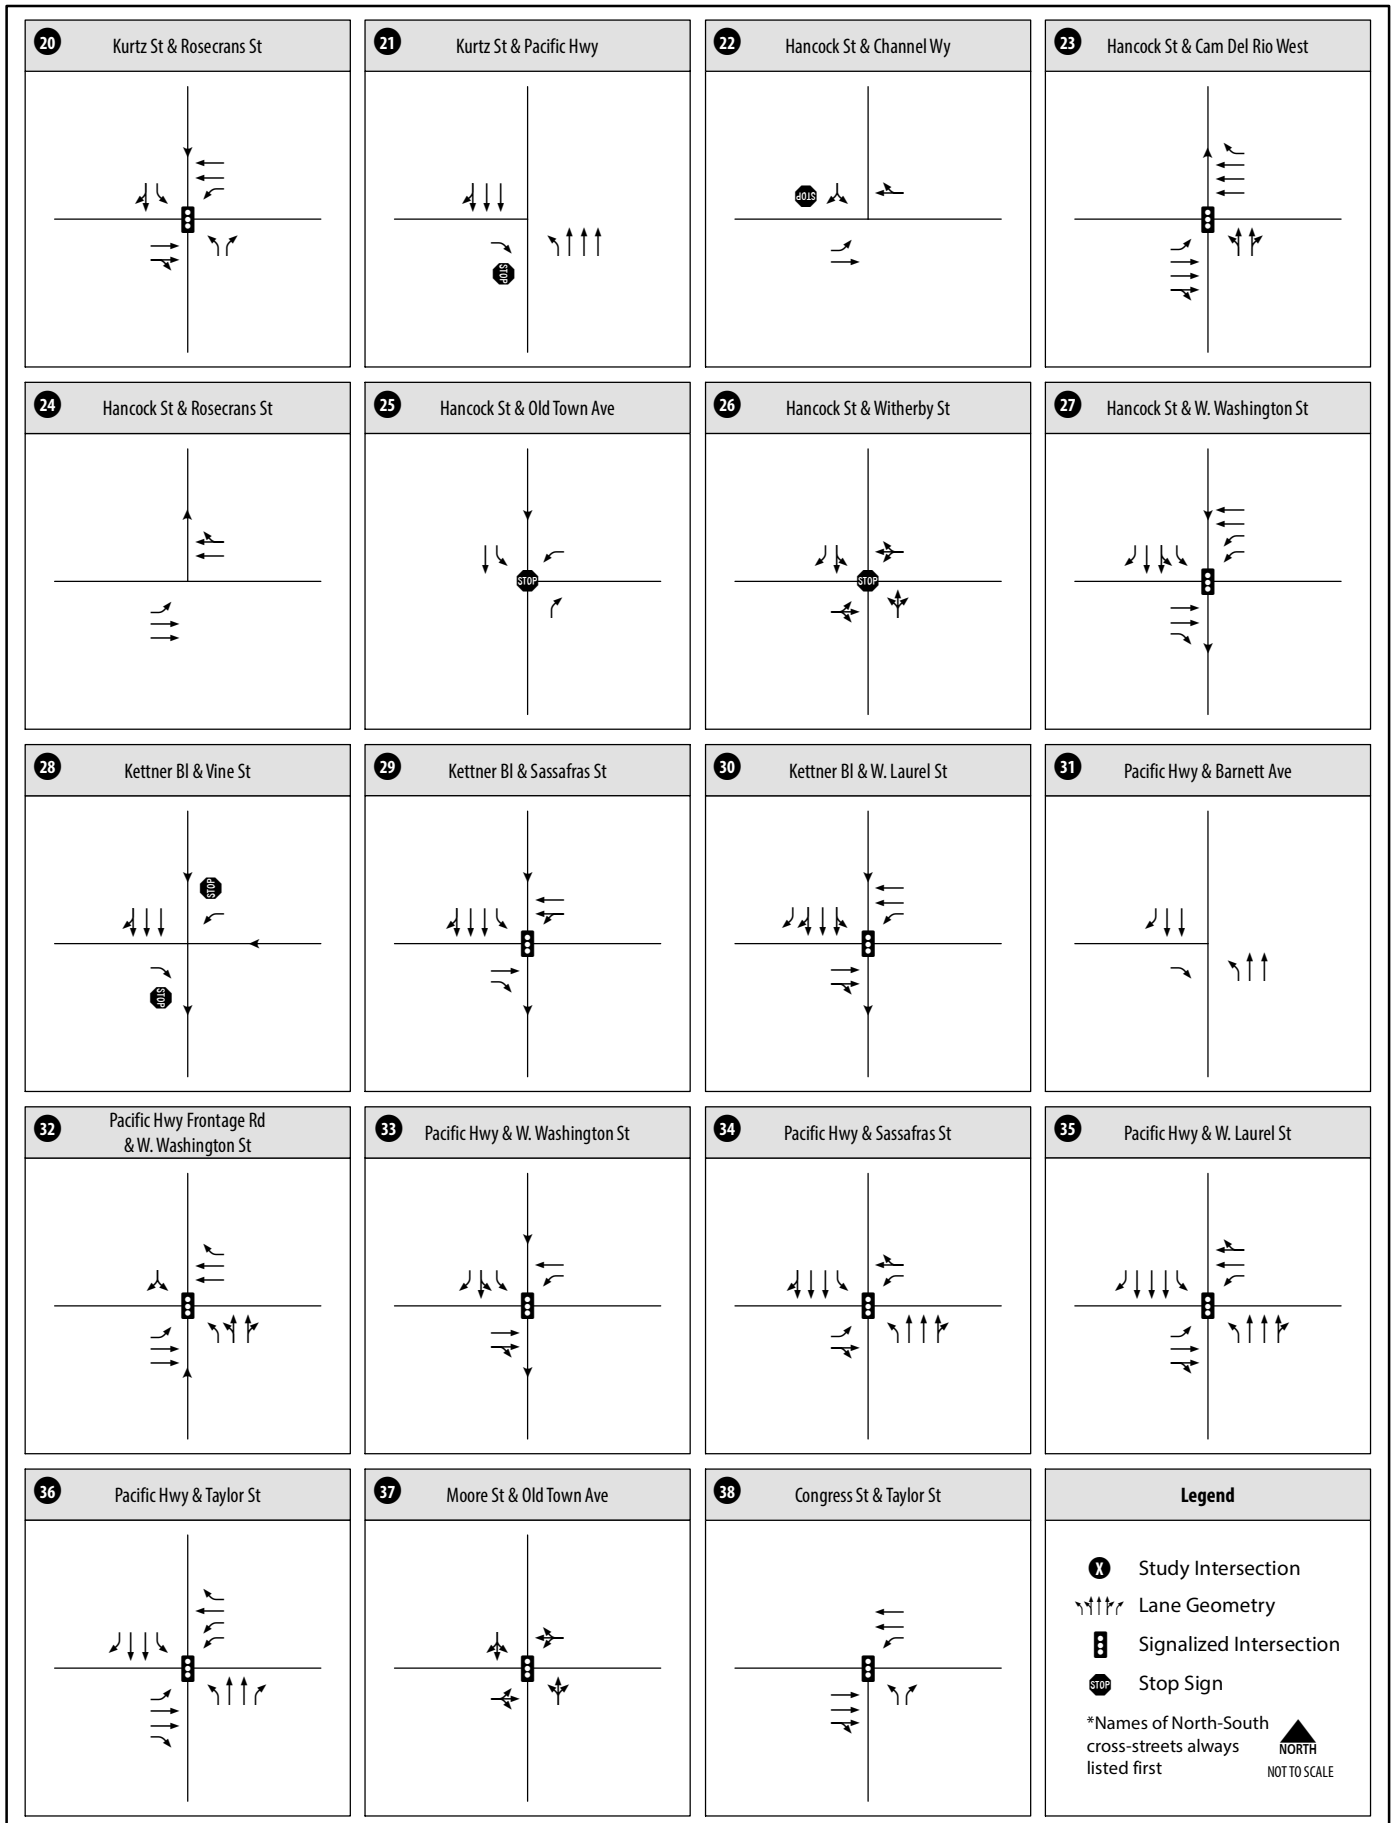 20 Kurtz St & Rosecrans St
21 Kurtz St & Pacific Hwy
22 Hancock St & Channel Wy
23 Hancock St & Cam Del Rio West
STOP
STOP
24 Hancock St & Rosecrans St
25 Hancock St & Old Town Ave
26 Hancock St & Witherby St
27 Hancock St & W. Washington St
STOP
STOP
28 Kettner Bl & Vine St
29 Kettner Bl & Sassafras St
30 Kettner Bl & W. Laurel St
31 Pacific Hwy & Barnett Ave
STOP
STOP
32 Pacific Hwy Frontage Rd
& W. Washington St
33 Pacific Hwy & W. Washington St
34 Pacific Hwy & Sassafras St
35 Pacific Hwy & W. Laurel St
36 Pacific Hwy & Taylor St
37 Moore St & Old Town Ave
38 Congress St & Taylor St
Legend
X Study Intersection
Lane Geometry
Signalized Intersection
STOP Stop Sign
*Names of North-South
cross-streets always
listed first
NORTH
NOT TO SCALE